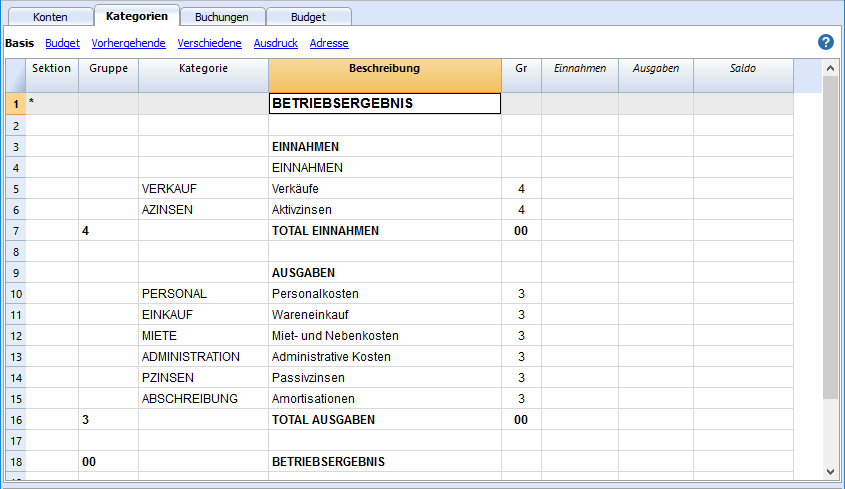 Konten Kategorien Buchungen Budget
Basis Budget Vorhergehende Verschiedene Ausdruck Adresse ?
Sektion Gruppe Kategorie Beschreibung Gr Einnahmen Ausgaben Saldo
1 * BETRIEBSERGEBNIS
2
3 EINNAHMEN
4 EINNAHMEN
5 VERKAUF Verkäufe 4
6 AZINSEN Aktivzinsen 4
7 4 TOTAL EINNAHMEN 00
8
9 AUSGABEN
10 PERSONAL Personalkosten 3
11 EINKAUF Wareneinkauf 3
12 MIETE Miet- und Nebenkosten 3
13 ADMINISTRATION Administrative Kosten 3
14 PZINSEN Passivzinsen 3
15 ABSCHREIBUNG Amortisationen 3
16 3 TOTAL AUSGABEN 00
17
18 00 BETRIEBSERGEBNIS